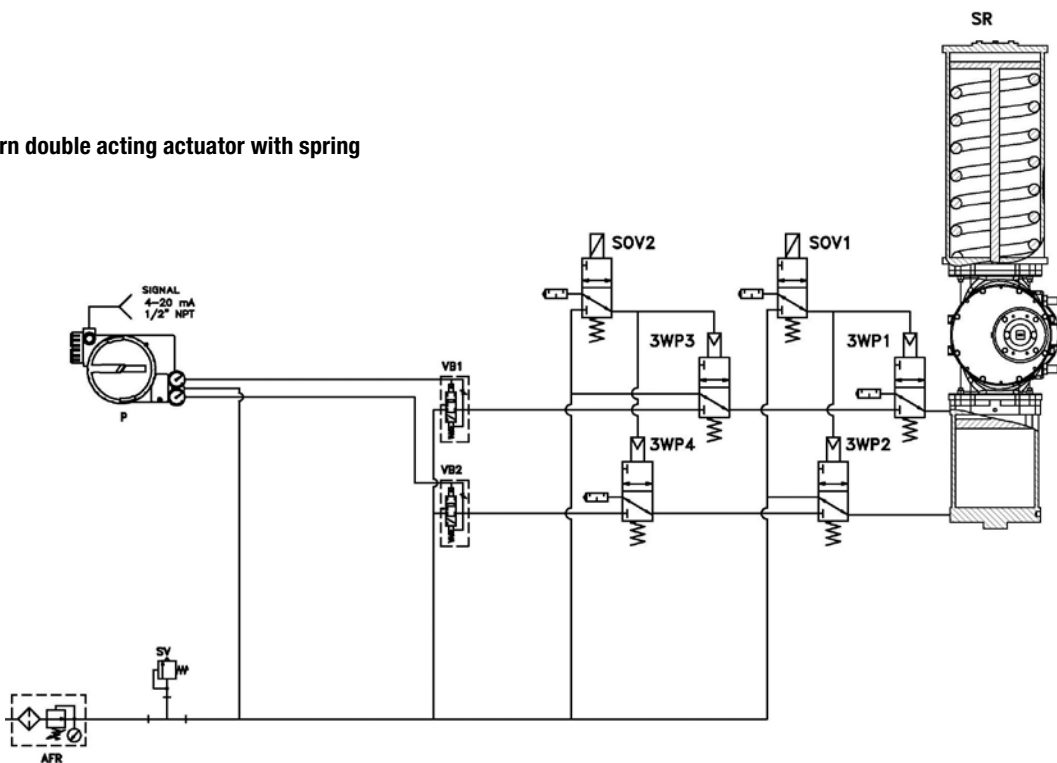 SR
rn double acting actuator with spring
SOV2
SOV1
SIGNAL
4-20 mA
1/2" NPT
3WP3
3WP1
VB1
P
3WP4
3WP2
VB2
SV
AFR